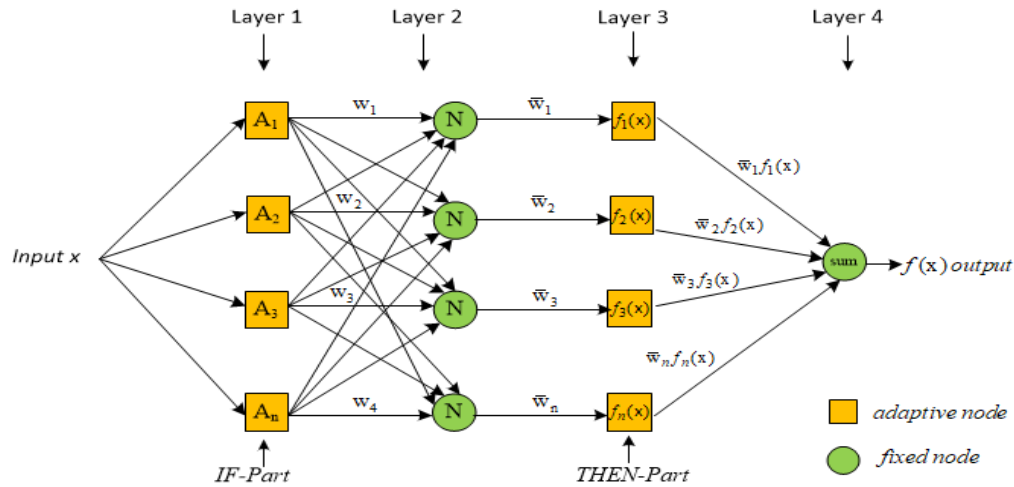 Layer 1 Layer 2 Layer 3 Layer 4
A1 w1 N w̅1 f1(x)
w̅1f1(x)
A2 w2 N w̅2 f2(x) w̅2f2(x)
Input x sum f(x) output
A3 w3 N w̅3 f3(x) w̅3f3(x)
w̅nfn(x)
An w4 N w̅n fn(x) adaptive node
IF-Part THEN-Part fixed node